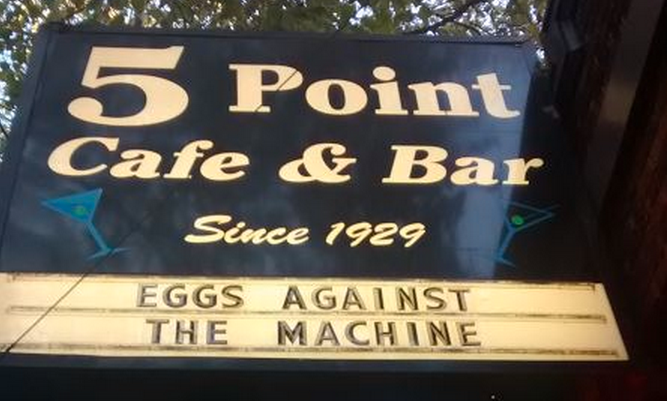 5 Point
Cafe & Bar
Since 1929
EGGS AGAINST
THE MACHINE